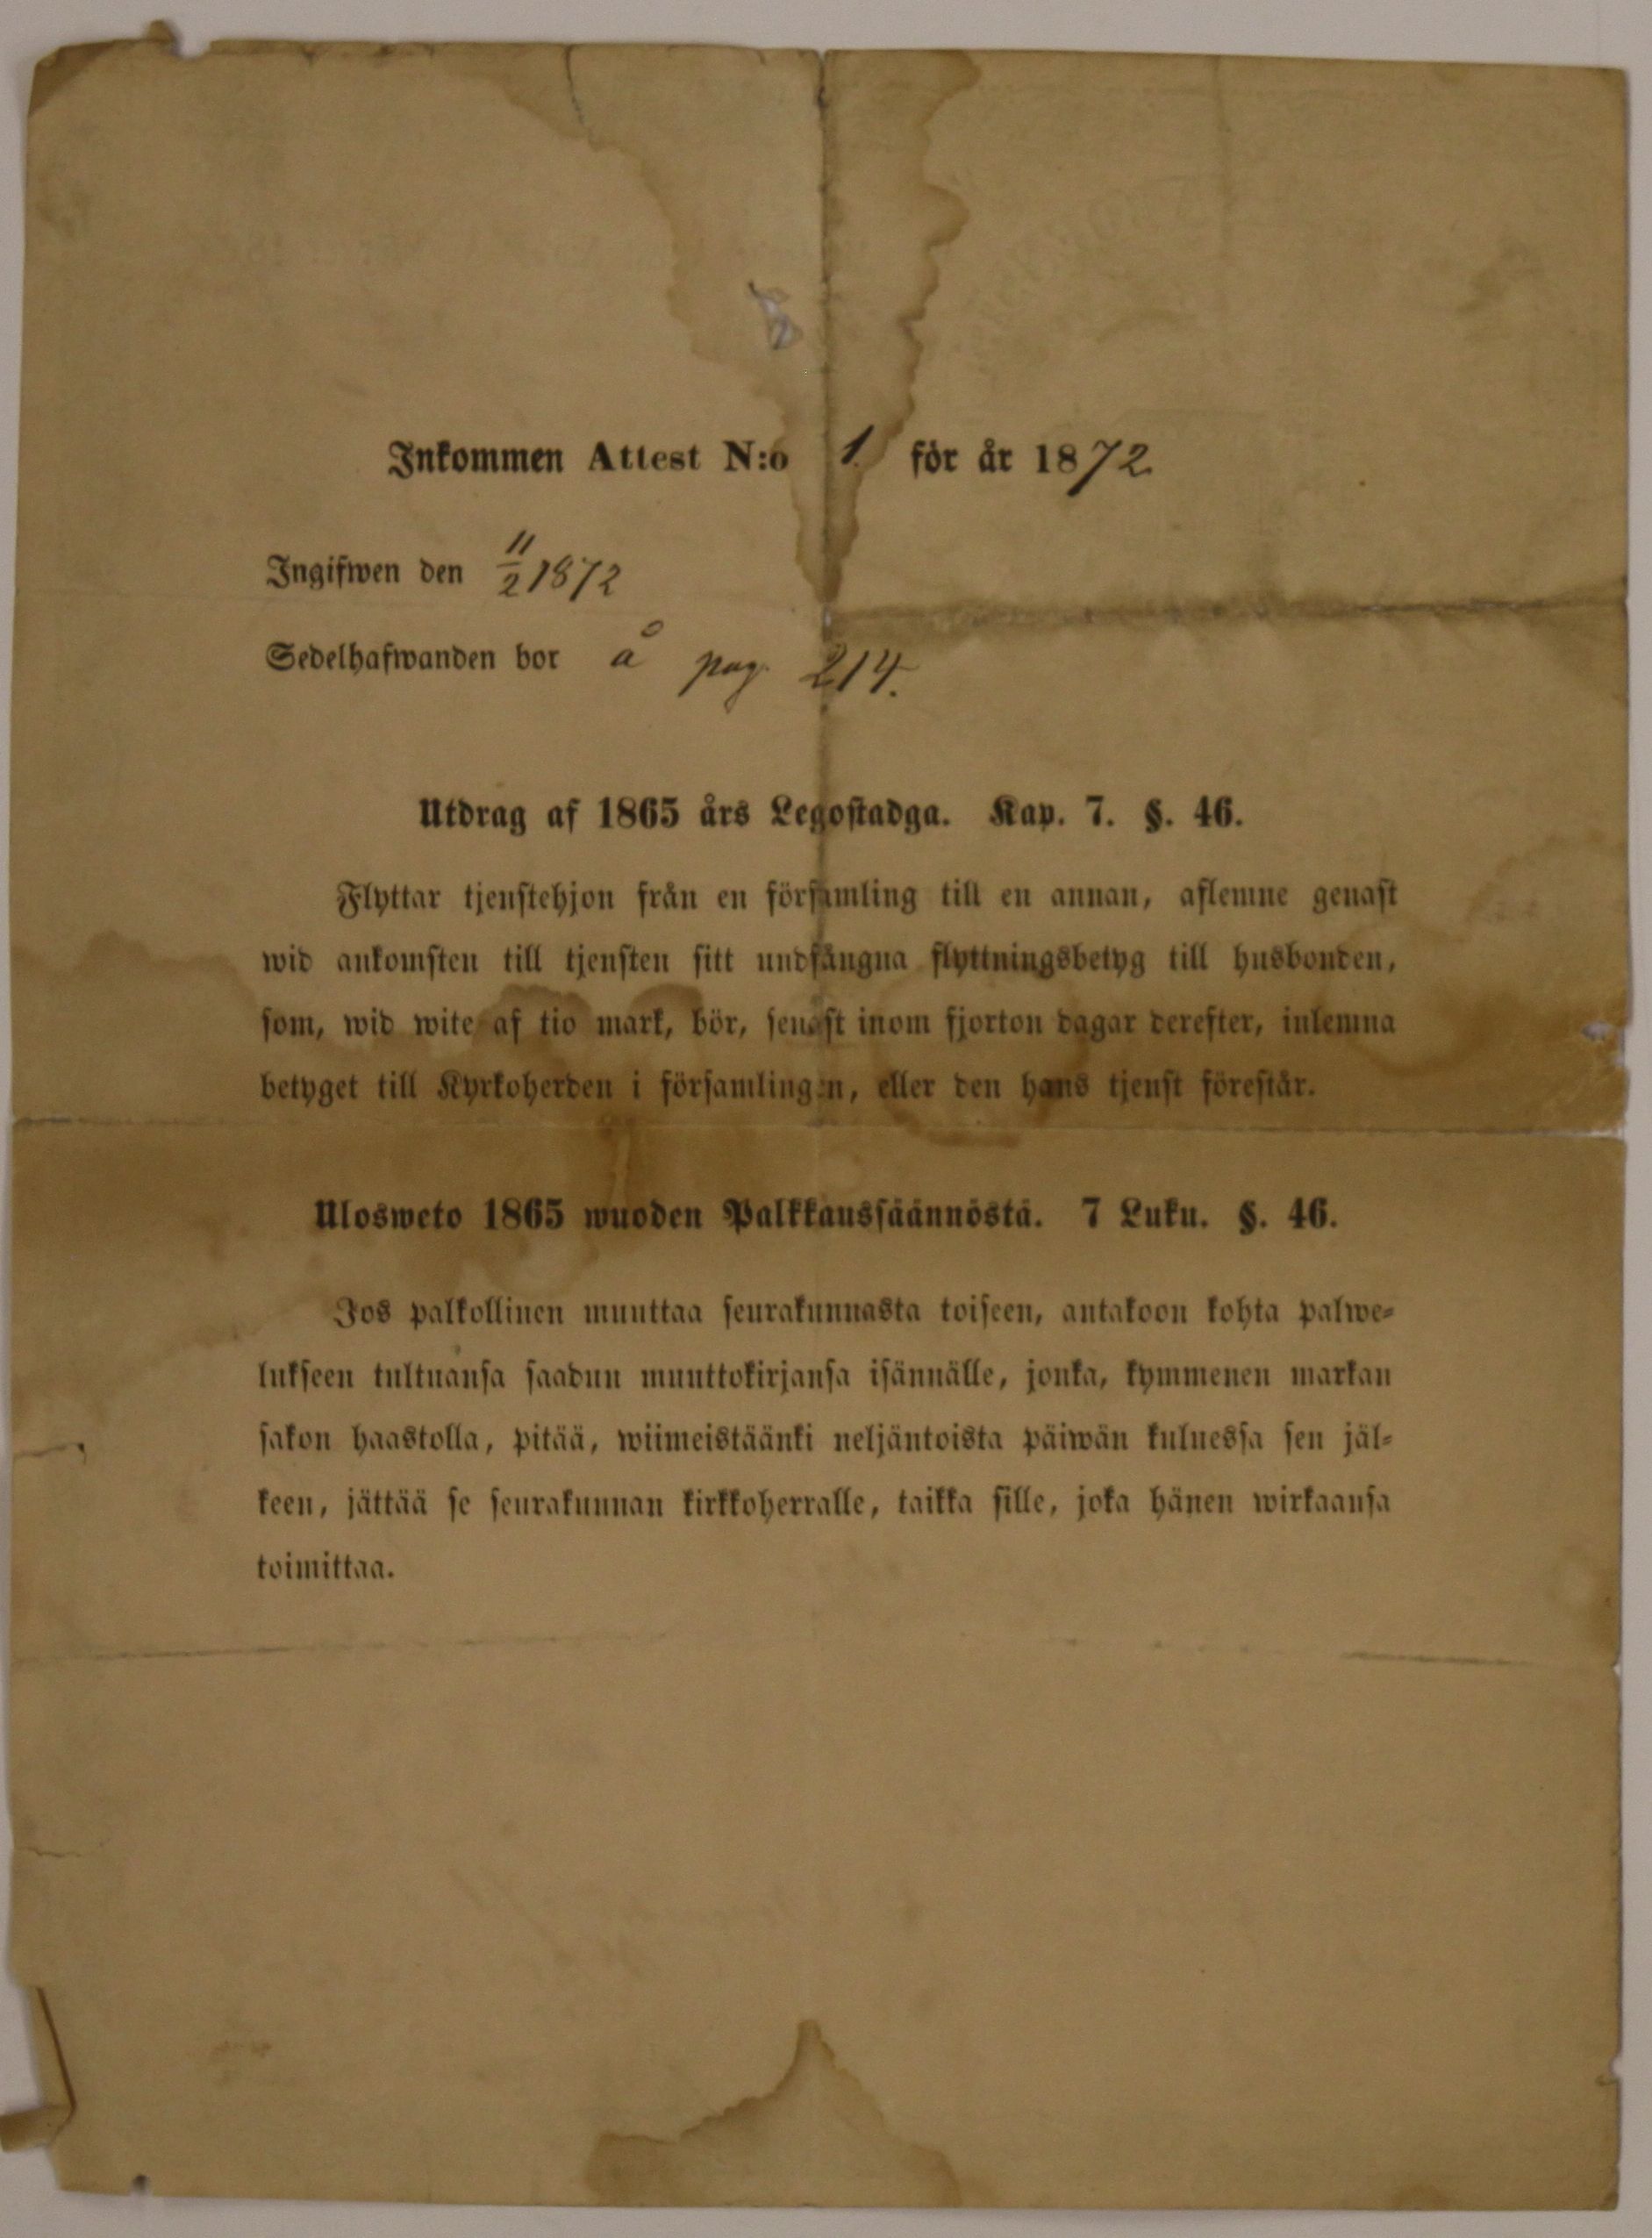 Inkommen Attest N:o 1. för år 1872
Ingifwen den 11/2 1872
Sedelhafwanden bor å pag. 214.
Utdrag af 1865 års Legostadga. Kap. 7. §. 46.
Flyttar tjenstehjon från en församling till en annan, aflemne genast
wid ankomsten till tjensten sitt undfångna flyttningsbetyg till husbonden,
som, wid wite af tio mark, bör, senast inom fjorton dagar derefter, inlemna
betyget till Kyrkoherden i församlingen, eller den hans tjenst förestår.
Ulosweto 1865 wuoden Palkkaussäännöstä. 7 Luku. §. 46.
Jos palkollinen muuttaa seurakunnasta toiseen, antakoon kohta palwe-
lukseen tultuansa saadun muuttokirjansa isännälle, jonka, kymmenen markan
sakon haastolla, pitää, wiimeistäänki neljäntoista päiwän kuluessa sen jäl-
keen, jättää se seurakunnan kirkkoherralle, taikka sille, joka hänen wirkaansa
toimittaa.